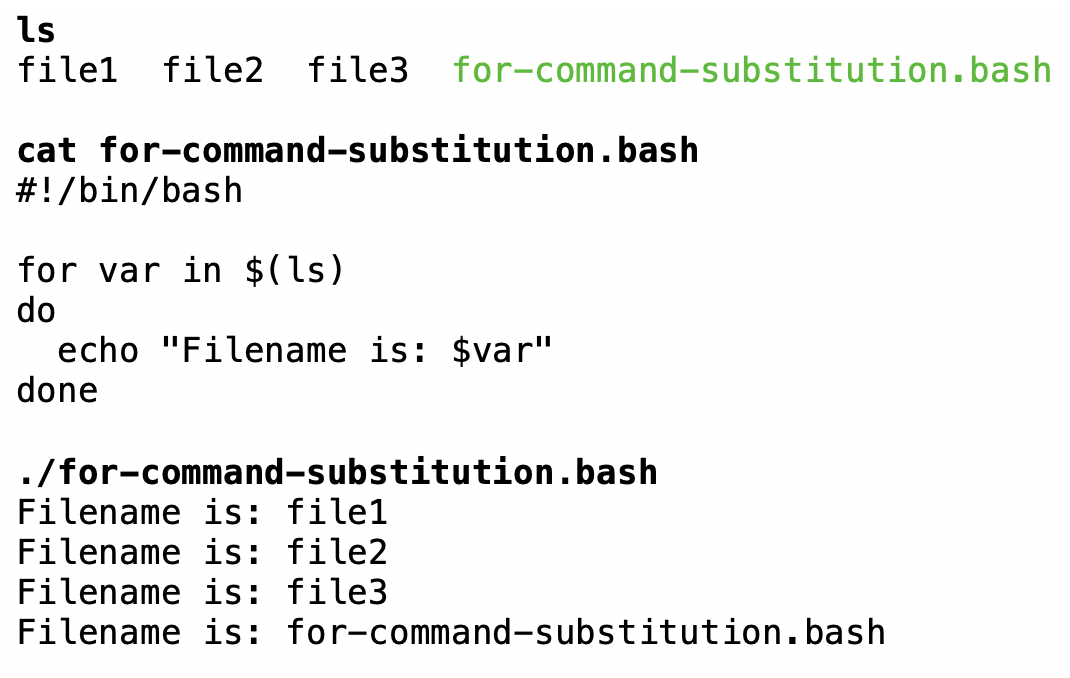 ls
file1  file2  file3  for-command-substitution.bash
cat for-command-substitution.bash
#!/bin/bash
for var in $(ls)
do
  echo "Filename is: $var"
done
./for-command-substitution.bash
Filename is: file1
Filename is: file2
Filename is: file3
Filename is: for-command-substitution.bash